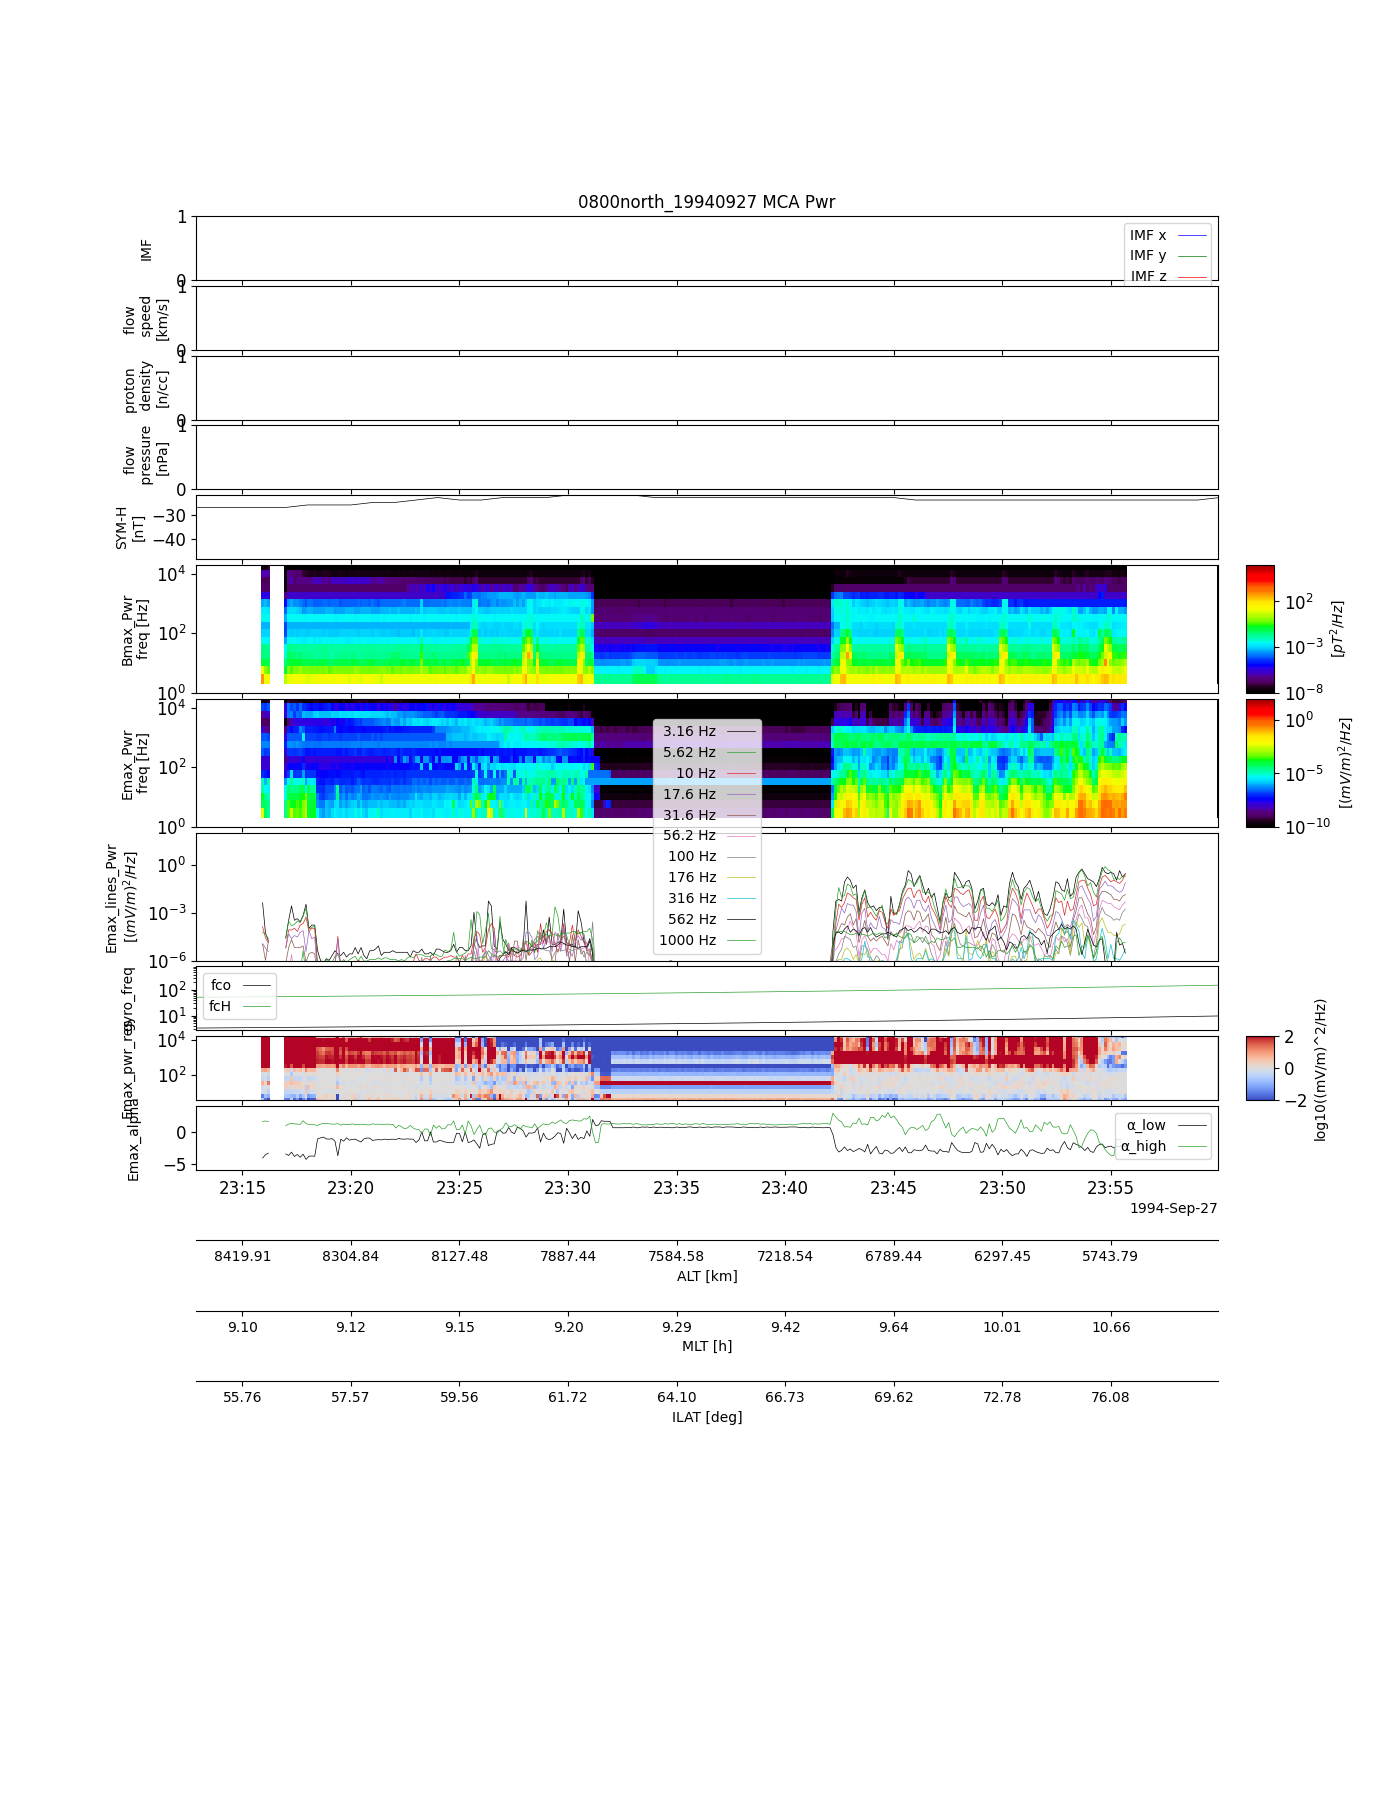 0800north_19940927 MCA Pwr
1
0
IMF
IMF x
IMF y
IMF z
1
0
flow
speed
[km/s]
1
0
proton
density
[n/cc]
1
0
flow
pressure
[nPa]
−30
−40
SYM-H
[nT]
10^4
10^2
10^0
Bmax_Pwr
freq [Hz]
10^2
10^−3
10^−8
[pT^2/Hz]
10^4
10^2
10^0
Emax_Pwr
freq [Hz]
10^0
10^−5
10^−10
[(mV/m)^2/Hz]
3.16 Hz
5.62 Hz
10 Hz
17.6 Hz
31.6 Hz
56.2 Hz
100 Hz
176 Hz
316 Hz
562 Hz
1000 Hz
10^0
10^−3
10^−6
Emax_lines_Pwr
[(mV/m)^2/Hz]
10^2
10^1
gyro_freq
fco
fcH
10^4
10^2
Emax_pwr_reg
2
0
−2
log10((mV/m)^2/Hz)
0
−5
Emax_alpha
α_low
α_high
23:15 23:20 23:25 23:30 23:35 23:40 23:45 23:50 23:55
1994-Sep-27
8419.91 8304.84 8127.48 7887.44 7584.58 7218.54 6789.44 6297.45 5743.79
ALT [km]
9.10 9.12 9.15 9.20 9.29 9.42 9.64 10.01 10.66
MLT [h]
55.76 57.57 59.56 61.72 64.10 66.73 69.62 72.78 76.08
ILAT [deg]